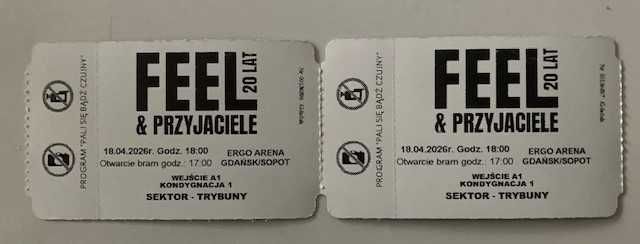 PROGRAM "PALI SIĘ BĄDŹ CZUJNY"
FEEL
20 LAT
& PRZYJACIELE
18.04.2026r. Godz. 18:00 ERGO ARENA
Otwarcie bram godz.: 17:00 GDAŃSK/SOPOT
WEJŚCIE A1
KONDYGNACJA 1
SEKTOR - TRYBUNY
PROGRAM "PALI SIĘ BĄDŹ CZUJNY"
FEEL
20 LAT
& PRZYJACIELE
18.04.2026r. Godz. 18:00 ERGO ARENA
Otwarcie bram godz.: 17:00 GDAŃSK/SOPOT
WEJŚCIE A1
KONDYGNACJA 1
SEKTOR - TRYBUNY